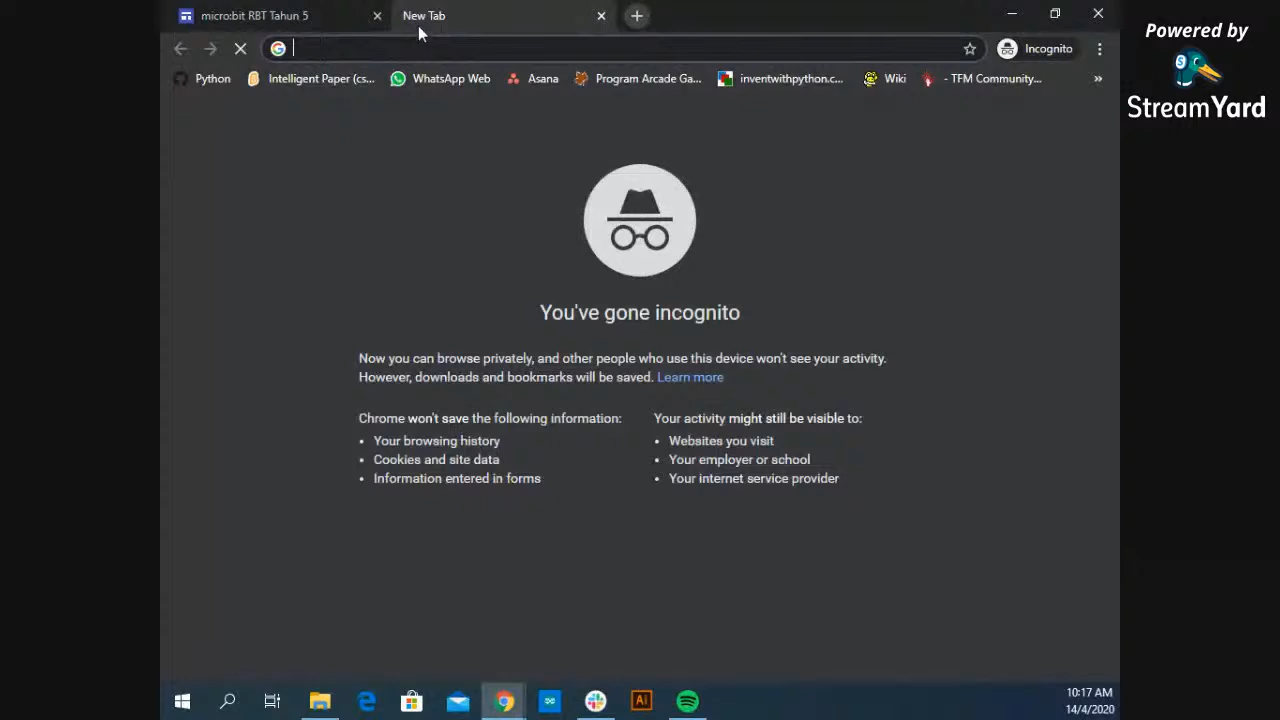 micro:bit RBT Tahun 5
New Tab
Powered by
StreamYard
Incognito
Python
Intelligent Paper (cs...
WhatsApp Web
Asana
Program Arcade Ga...
inventwithpython.c...
Wiki
- TFM Community...
»
You've gone incognito
Now you can browse privately, and other people who use this device won't see your activity.
However, downloads and bookmarks will be saved. Learn more
Chrome won't save the following information:
• Your browsing history
• Cookies and site data
• Information entered in forms
Your activity might still be visible to:
• Websites you visit
• Your employer or school
• Your internet service provider
Ai
10:17 AM
14/4/2020